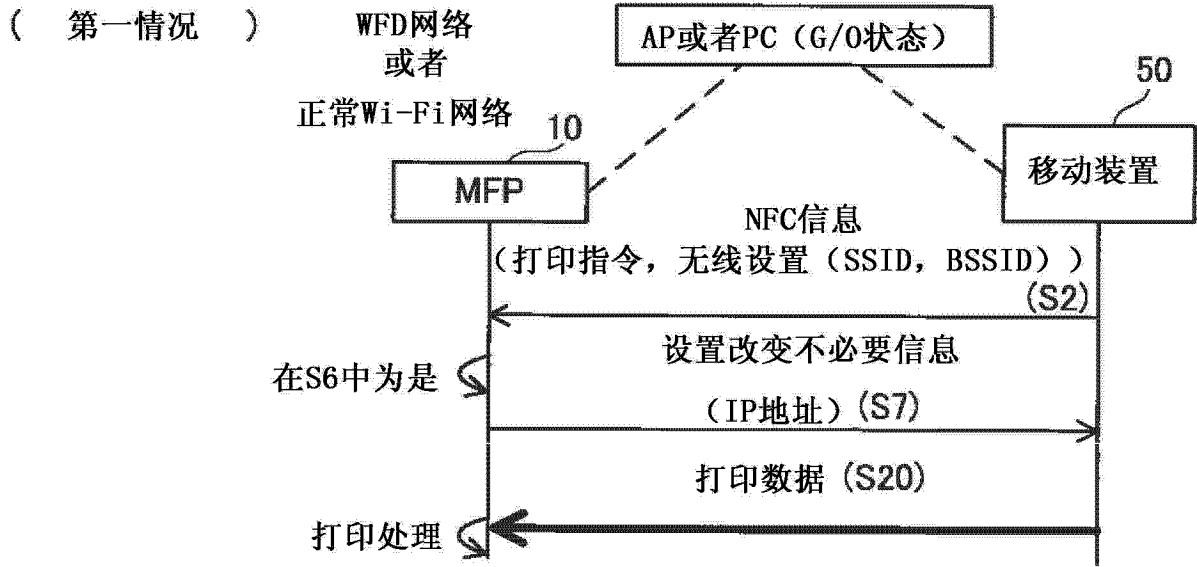 ( 第一情况 )
WFD网络
或者
正常Wi-Fi网络
AP或者PC（G/O状态）
10
50
MFP
移动装置
NFC信息
（打印指令，无线设置（SSID，BSSID））
(S2)
设置改变不必要信息
在S6中为是
（IP地址）(S7)
打印数据 (S20)
打印处理